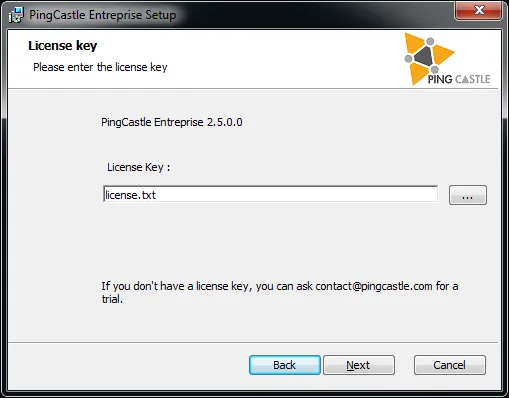 PingCastle Entreprise Setup
License key
Please enter the license key
PING CASTLE
PingCastle Entreprise 2.5.0.0
License Key :
license.txt
...
If you don't have a license key, you can ask contact@pingcastle.com for a
trial.
Back
Next
Cancel